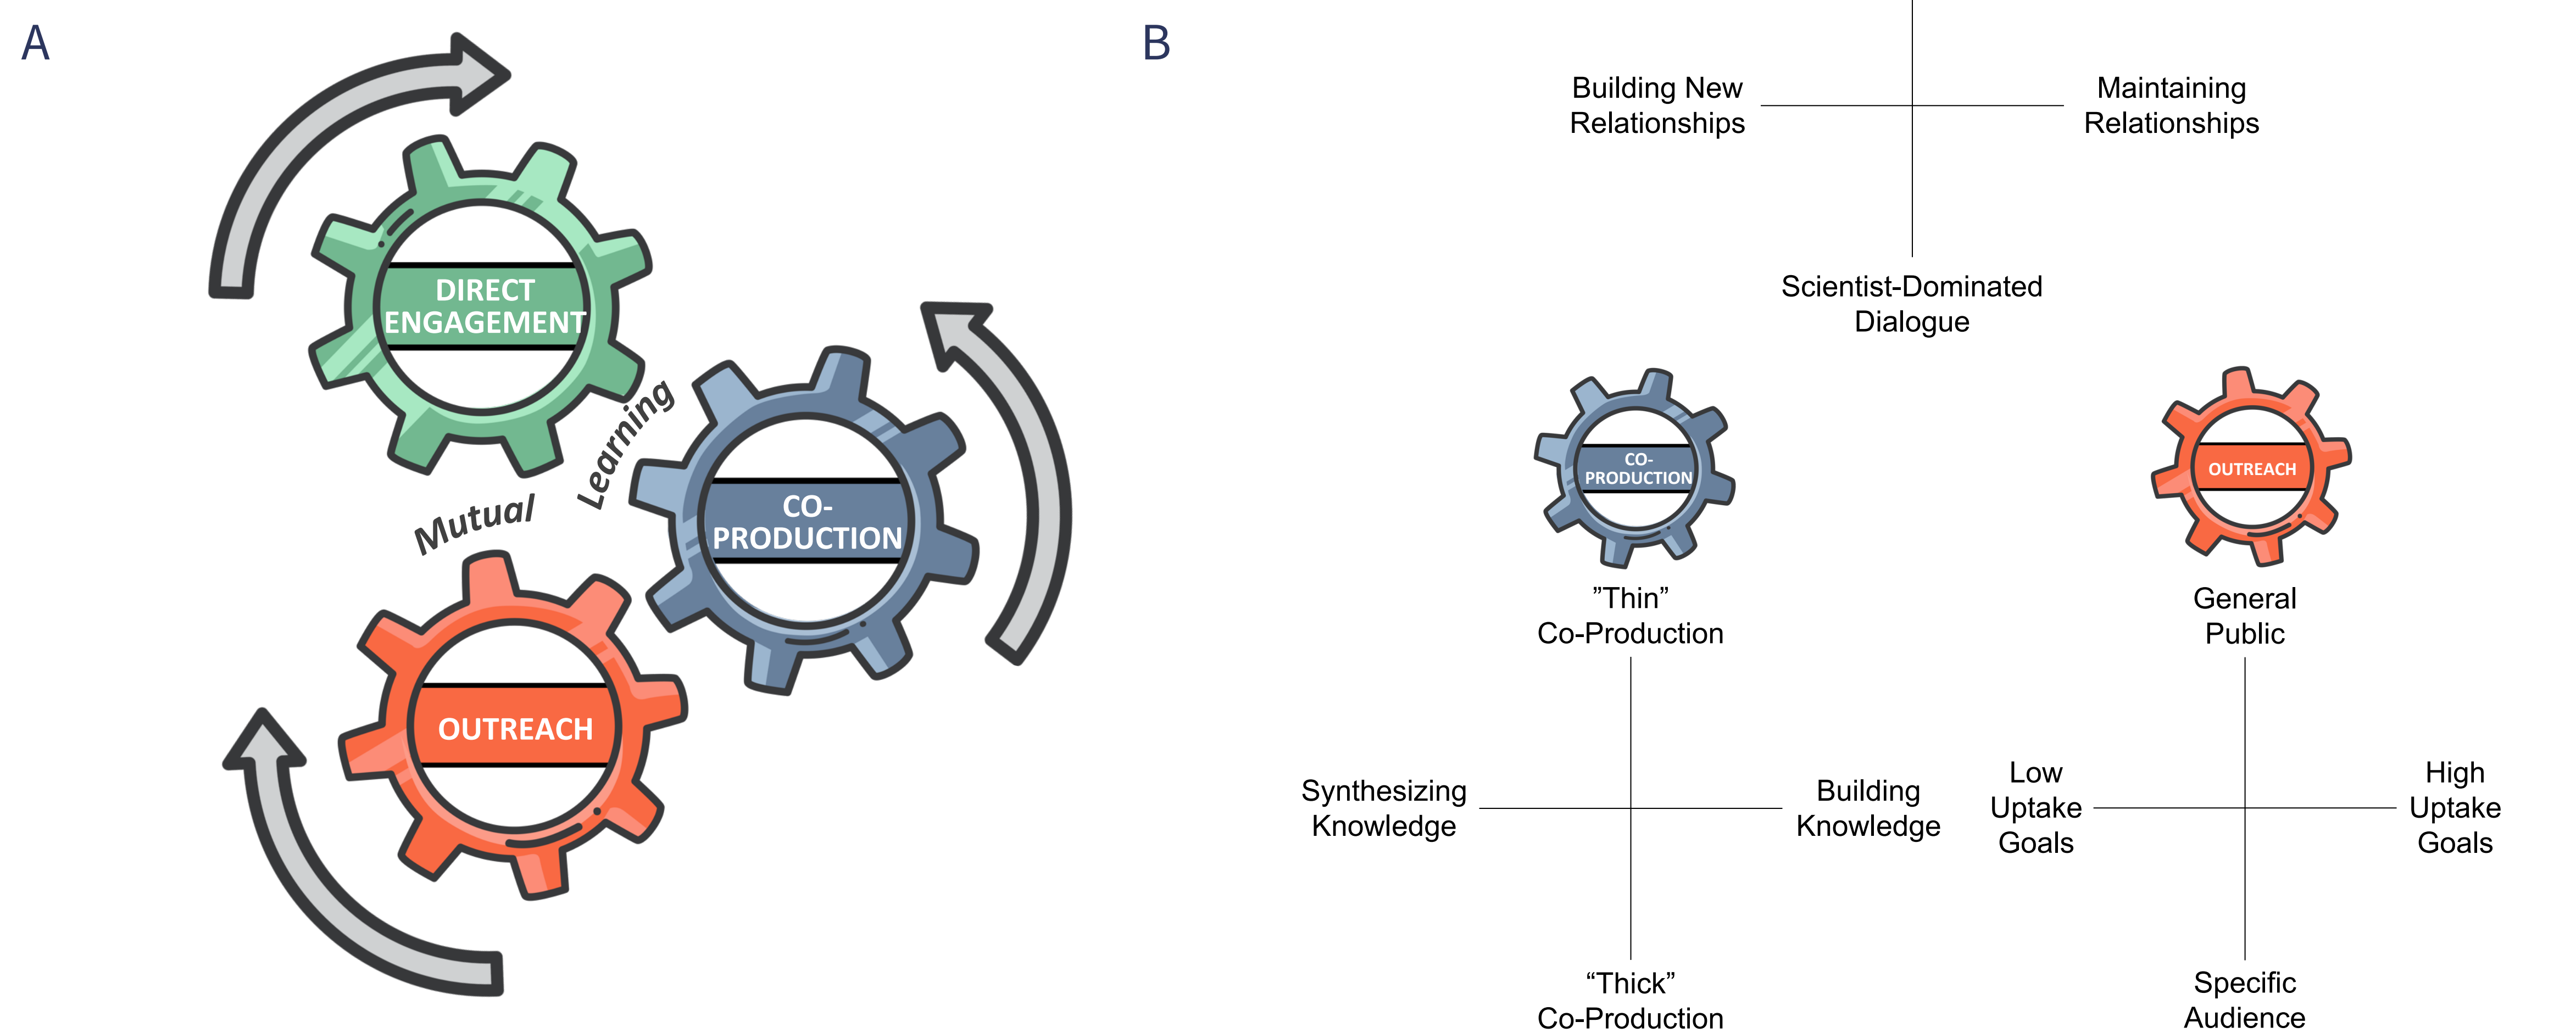 A
DIRECT
ENGAGEMENT
Learning
Mutual
CO-
PRODUCTION
OUTREACH
B
Building New
Relationships
Maintaining
Relationships
Scientist-Dominated
Dialogue
CO-
PRODUCTION
”Thin”
Co-Production
Synthesizing
Knowledge
Building
Knowledge
“Thick”
Co-Production
OUTREACH
General
Public
Low
Uptake
Goals
High
Uptake
Goals
Specific
Audience